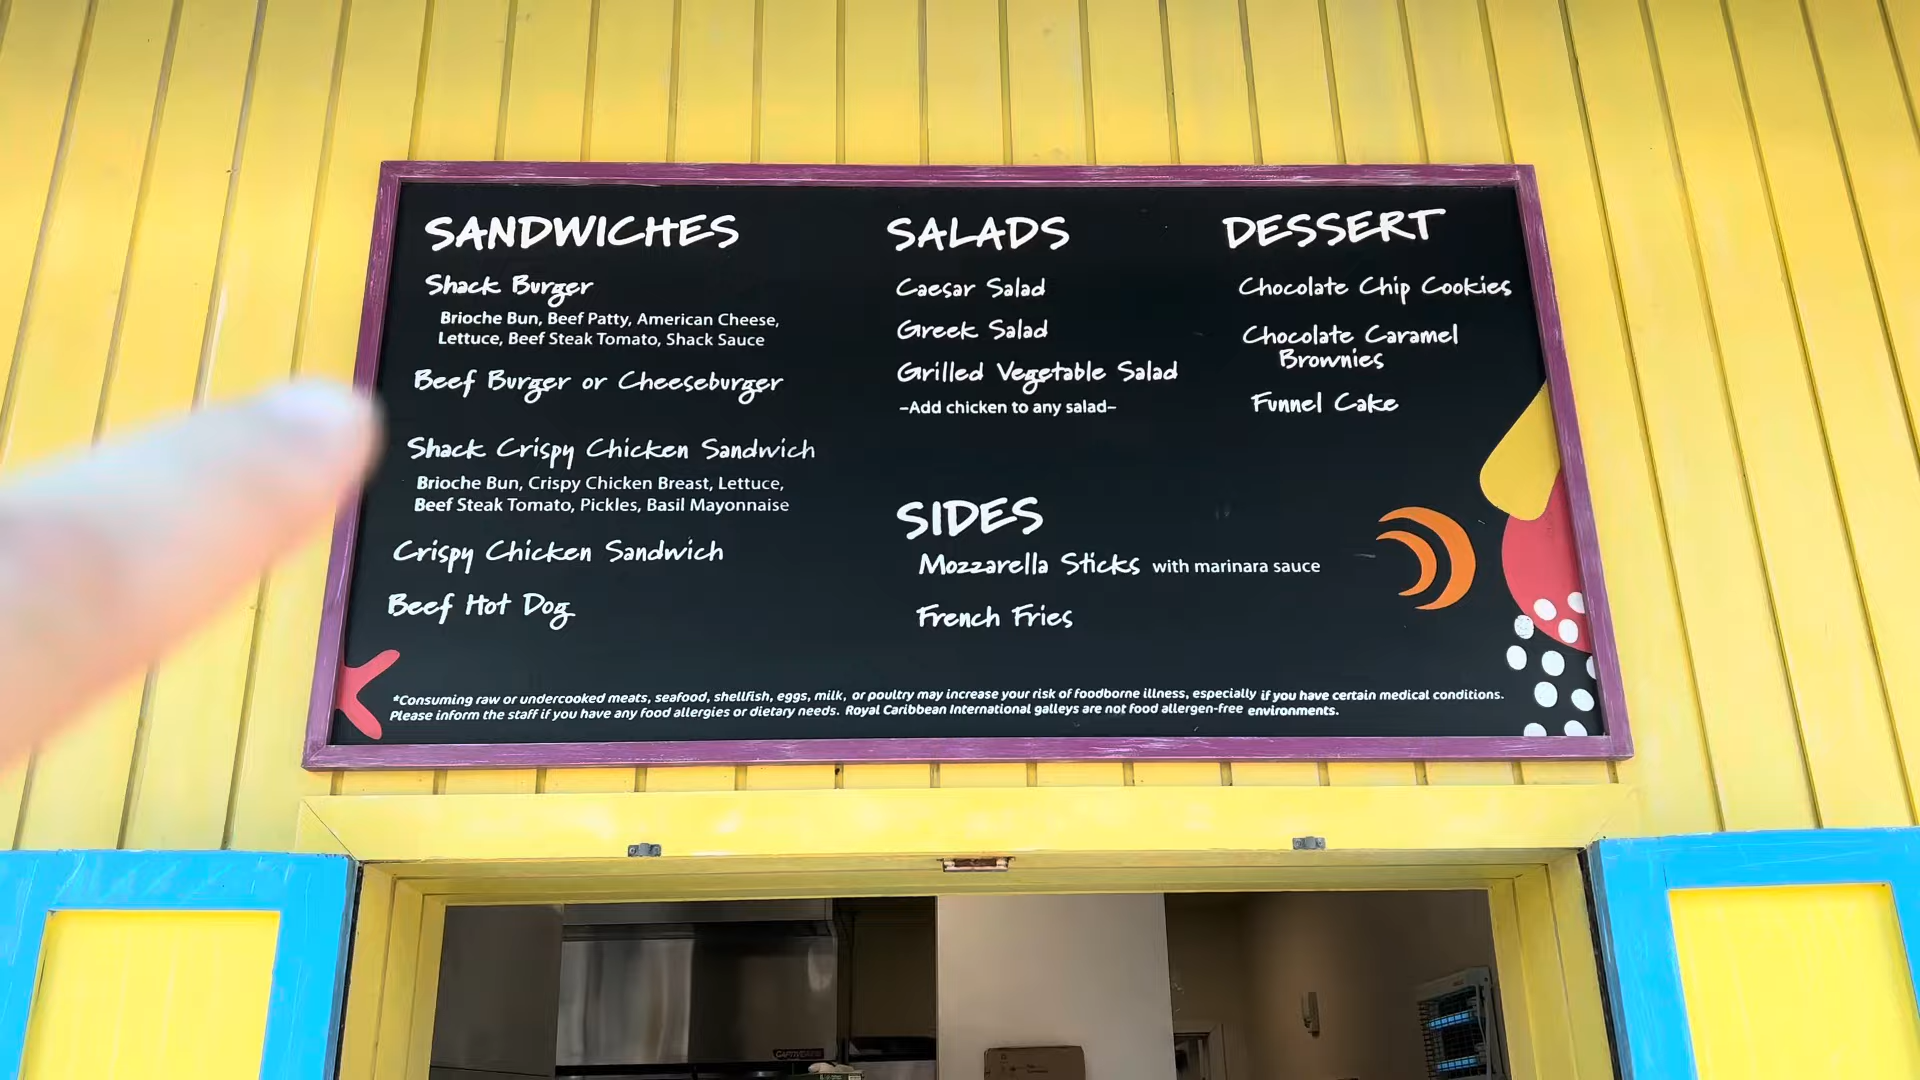 SANDWICHES
Shack Burger
Brioche Bun, Beef Patty, American Cheese,
Lettuce, Beef Steak Tomato, Shack Sauce
Beef Burger or Cheeseburger
Shack Crispy Chicken Sandwich
Brioche Bun, Crispy Chicken Breast, Lettuce,
Beef Steak Tomato, Pickles, Basil Mayonnaise
Crispy Chicken Sandwich
Beef Hot Dog
SALADS
Caesar Salad
Greek Salad
Grilled Vegetable Salad
-Add chicken to any salad-
SIDES
Mozzarella Sticks with marinara sauce
French Fries
DESSERT
Chocolate Chip Cookies
Chocolate Caramel
Brownies
Funnel Cake
*Consuming raw or undercooked meats, seafood, shellfish, eggs, milk, or poultry may increase your risk of foodborne illness, especially if you have certain medical conditions.
Please inform the staff if you have any food allergies or dietary needs. Royal Caribbean International galleys are not food allergen-free environments.